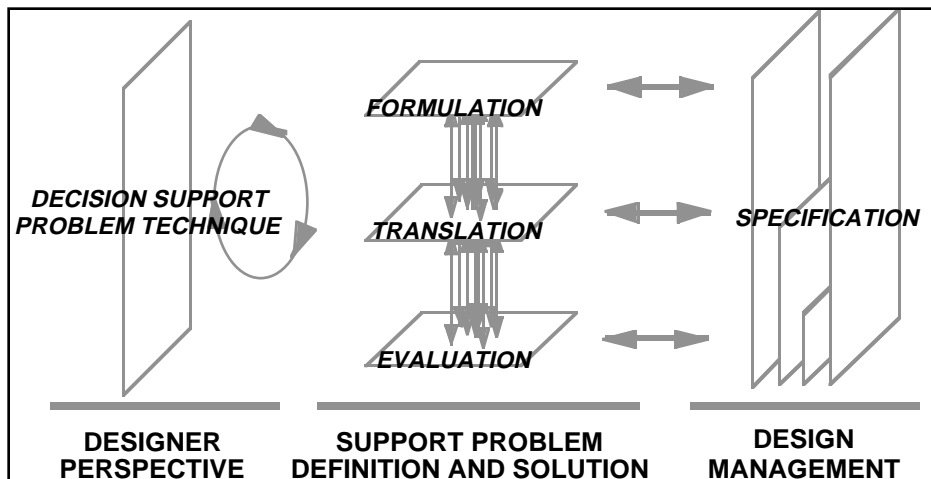 FORMULATION
DECISION SUPPORT
PROBLEM TECHNIQUE
TRANSLATION
SPECIFICATION
EVALUATION
DESIGNER
PERSPECTIVE
SUPPORT PROBLEM
DEFINITION AND SOLUTION
DESIGN
MANAGEMENT